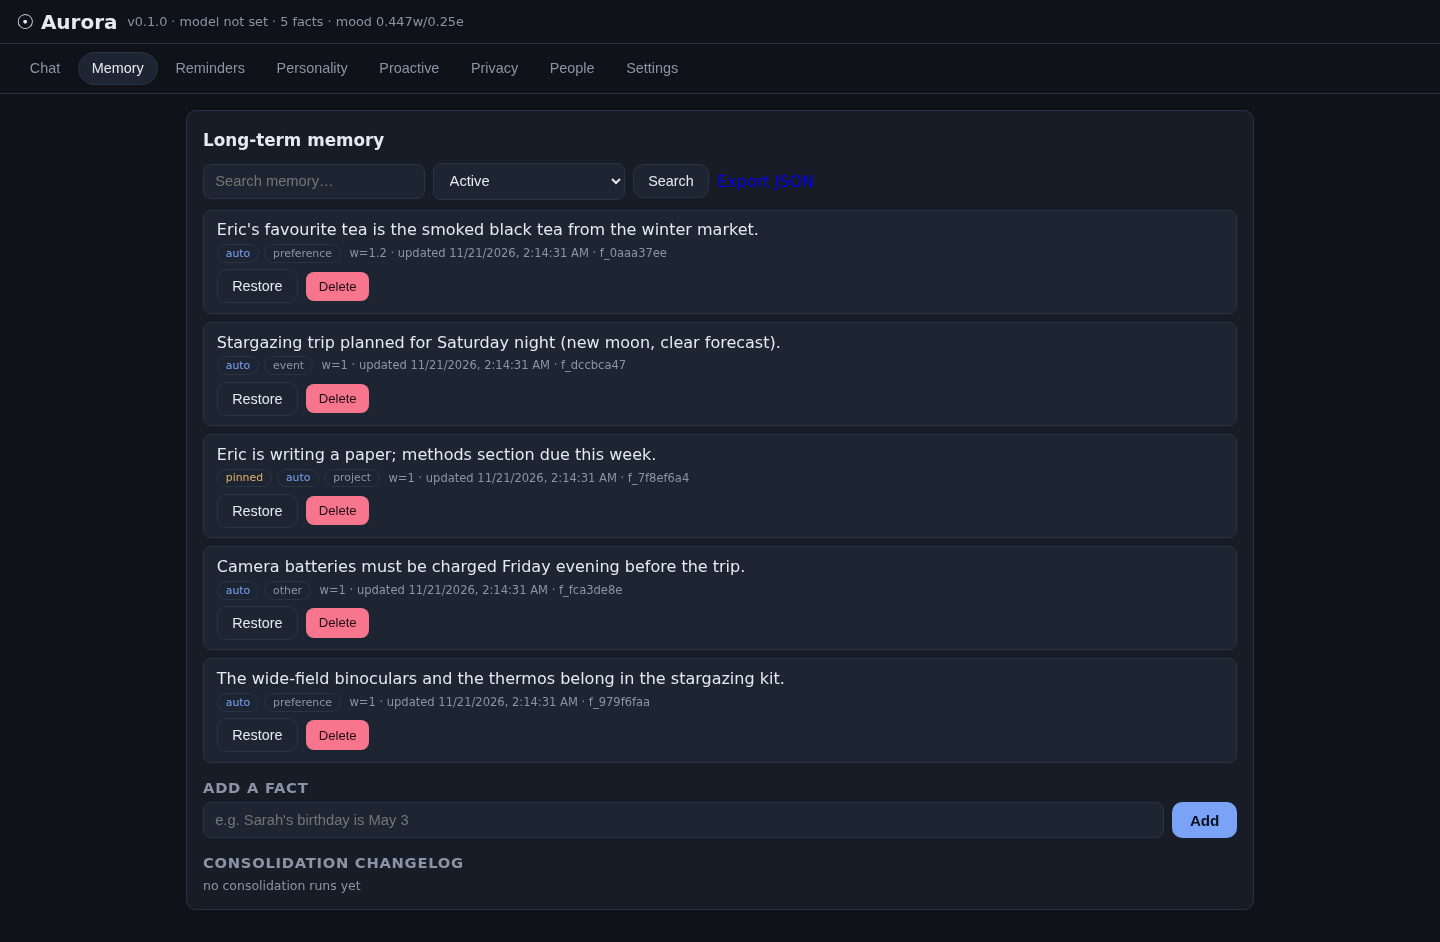 ☉ Aurora v0.1.0 · model not set · 5 facts · mood 0.447w/0.25e
Chat Memory Reminders Personality Proactive Privacy People Settings
Long-term memory
Search memory… Active Search Export JSON
Eric's favourite tea is the smoked black tea from the winter market.
auto preference w=1.2 · updated 11/21/2026, 2:14:31 AM · f_0aaa37ee
Restore Delete
Stargazing trip planned for Saturday night (new moon, clear forecast).
auto event w=1 · updated 11/21/2026, 2:14:31 AM · f_dccbca47
Restore Delete
Eric is writing a paper; methods section due this week.
pinned auto project w=1 · updated 11/21/2026, 2:14:31 AM · f_7f8ef6a4
Restore Delete
Camera batteries must be charged Friday evening before the trip.
auto other w=1 · updated 11/21/2026, 2:14:31 AM · f_fca3de8e
Restore Delete
The wide-field binoculars and the thermos belong in the stargazing kit.
auto preference w=1 · updated 11/21/2026, 2:14:31 AM · f_979f6faa
Restore Delete
ADD A FACT
e.g. Sarah's birthday is May 3 Add
CONSOLIDATION CHANGELOG
no consolidation runs yet